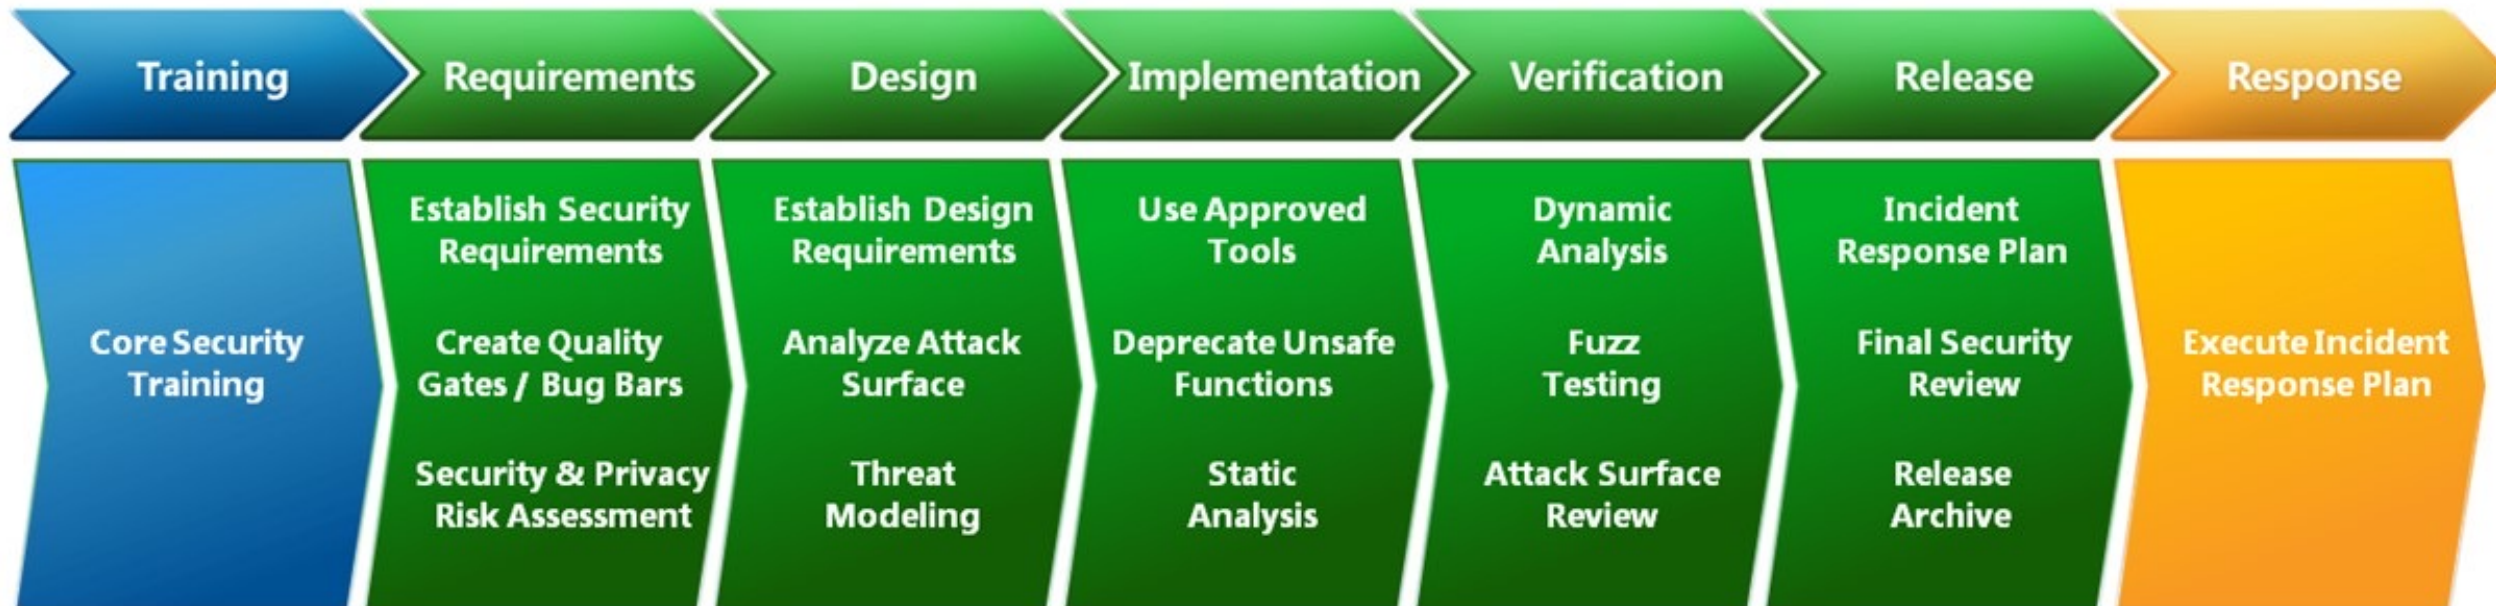 Training
Requirements
Design
Implementation
Verification
Release
Response
Core Security
Training
Establish Security
Requirements
Create Quality
Gates / Bug Bars
Security & Privacy
Risk Assessment
Establish Design
Requirements
Analyze Attack
Surface
Threat
Modeling
Use Approved
Tools
Deprecate Unsafe
Functions
Static
Analysis
Dynamic
Analysis
Fuzz
Testing
Attack Surface
Review
Incident
Response Plan
Final Security
Review
Release
Archive
Execute Incident
Response Plan